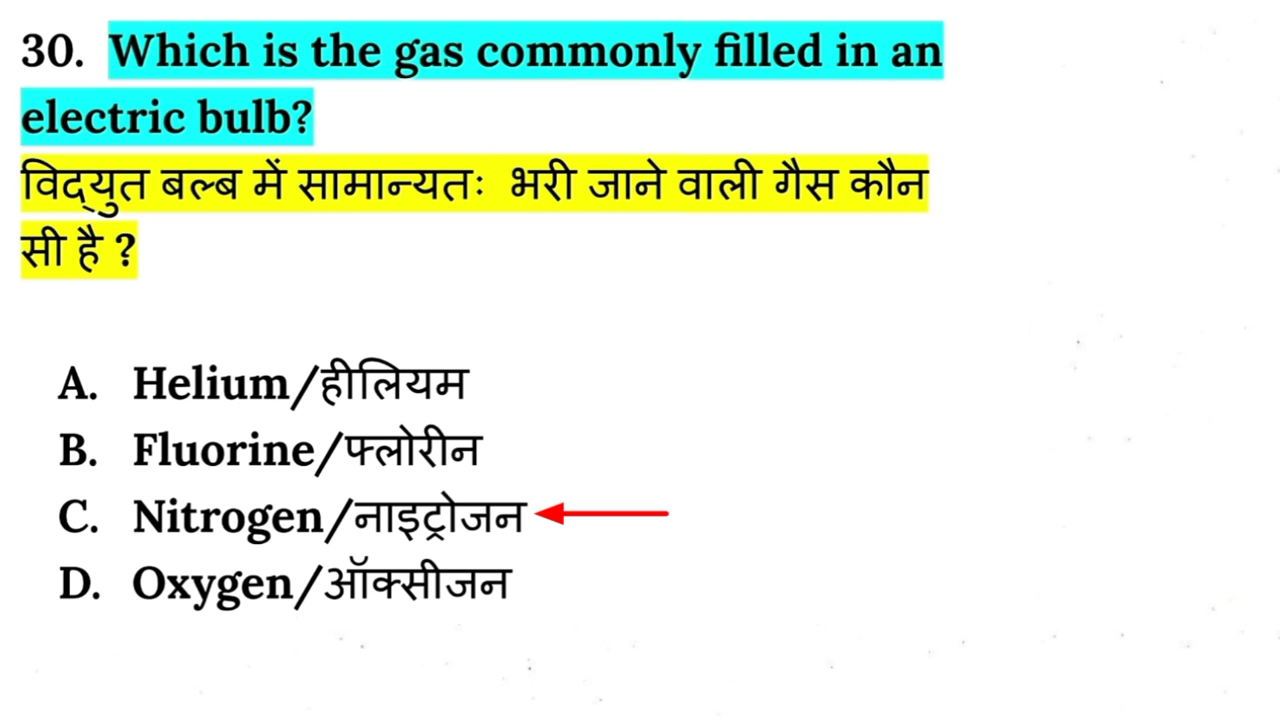 30. Which is the gas commonly filled in an
electric bulb?
विद्युत बल्ब में सामान्यतः भरी जाने वाली गैस कौन
सी है ?
A. Helium/हीलियम
B. Fluorine/फ्लोरीन
C. Nitrogen/नाइट्रोजन
D. Oxygen/ऑक्सीजन